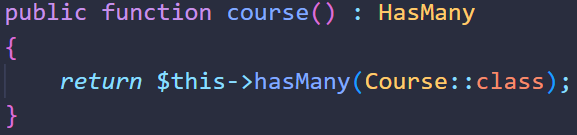 public function course() : HasMany
{
    return $this->hasMany(Course::class);
}